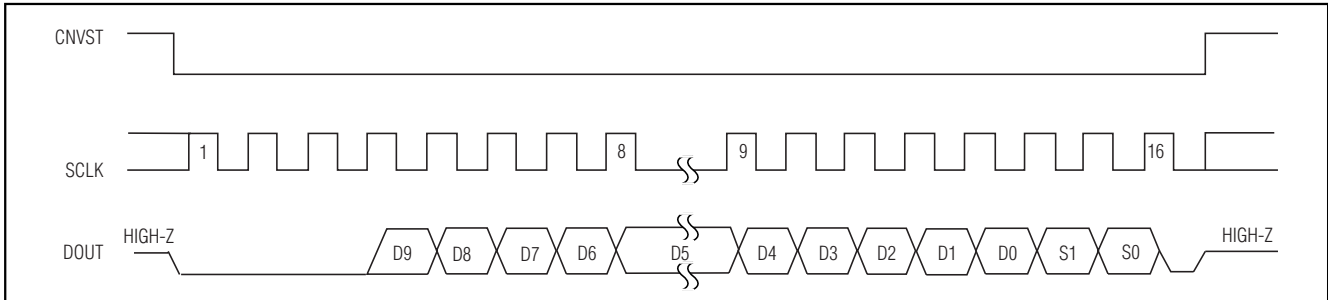 CNVST
1 8 9 16
SCLK
HIGH-Z HIGH-Z
DOUT D9 D8 D7 D6 D5 D4 D3 D2 D1 D0 S1 S0